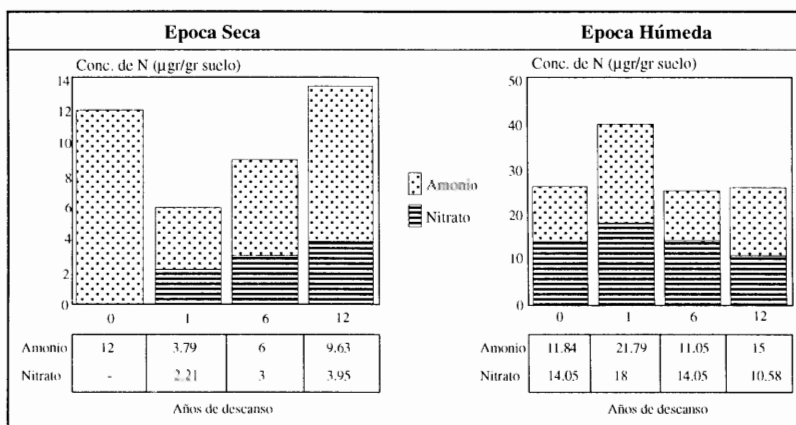 Epoca Seca
Epoca Húmeda
Conc. de N (µgr/gr suelo)
14
12
10
8
6
4
2
0
0 1 6 12
Amonio 12 3.79 6 9.63
Nitrato - 2.21 3 3.95
Años de descanso
Amonio
Nitrato
Conc. de N (µgr/gr suelo)
50
40
30
20
10
0
0 1 6 12
Amonio 11.84 21.79 11.05 15
Nitrato 14.05 18 14.05 10.58
Años de descanso